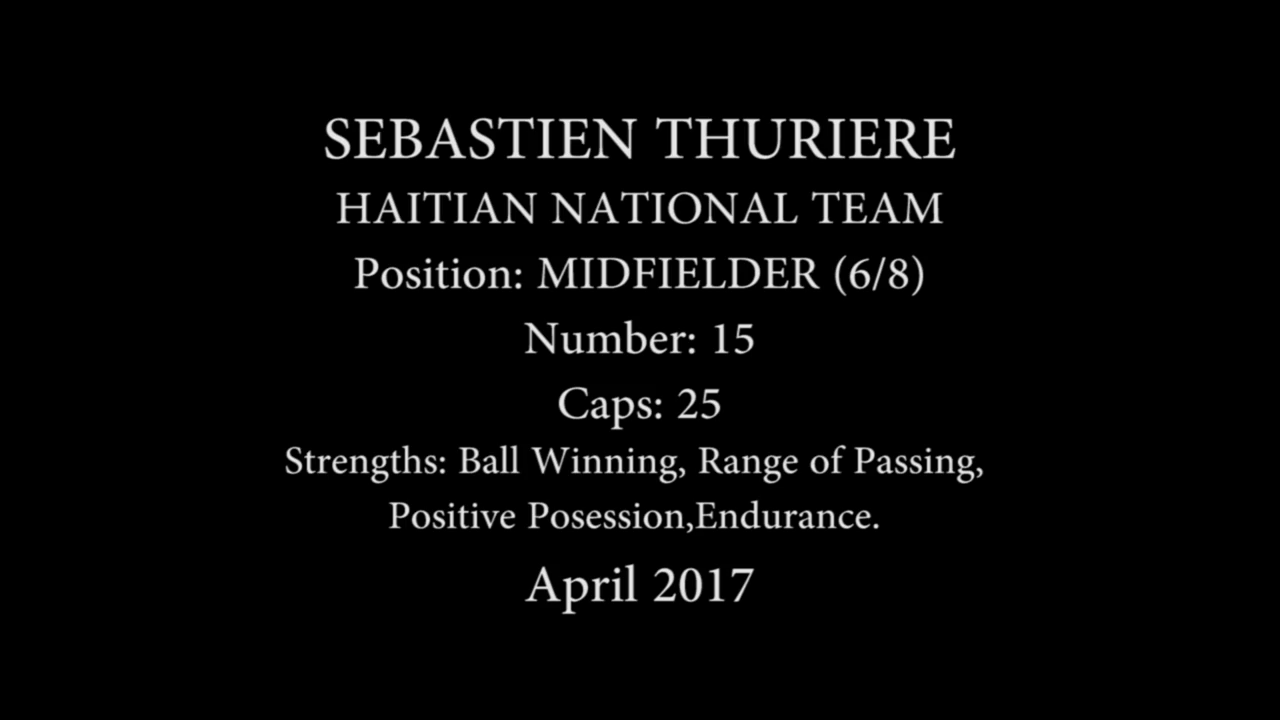 SEBASTIEN THURIERE
HAITIAN NATIONAL TEAM
Position: MIDFIELDER (6/8)
Number: 15
Caps: 25
Strengths: Ball Winning, Range of Passing,
Positive Posession,Endurance.
April 2017